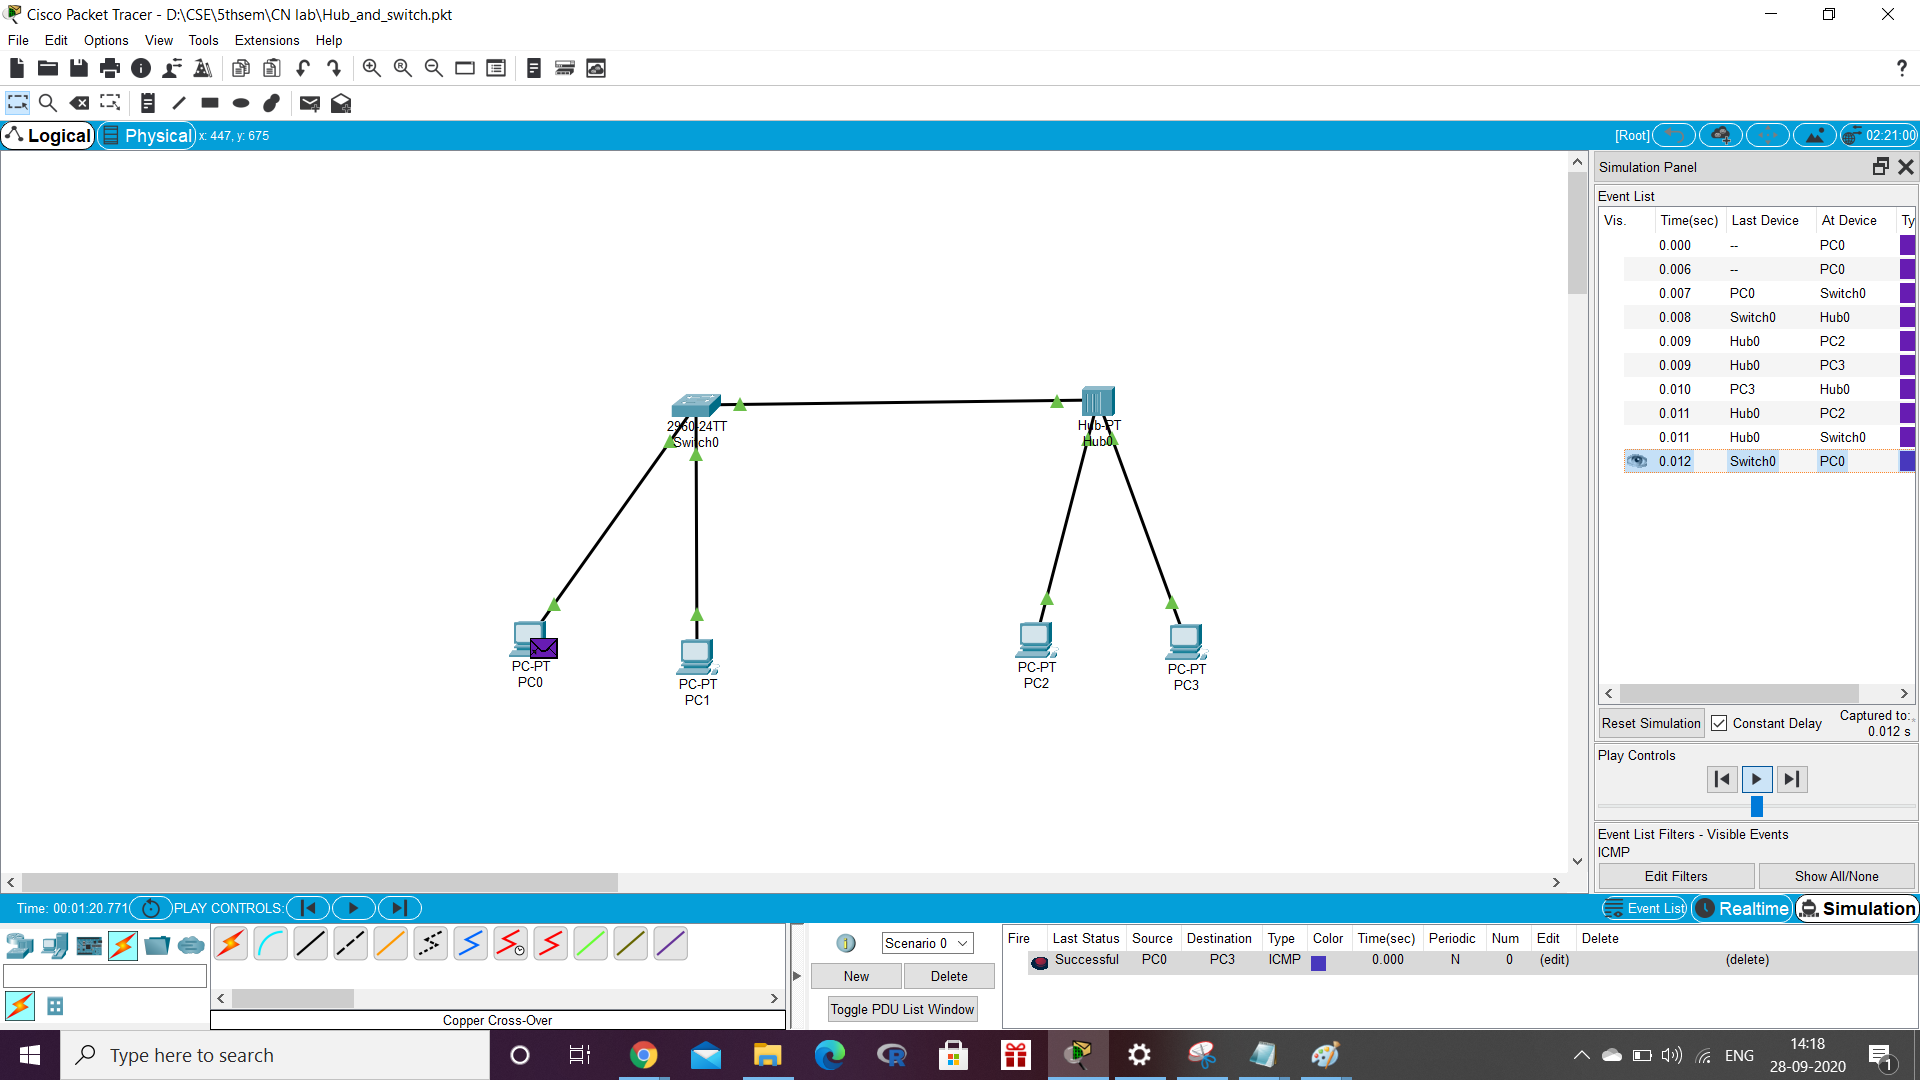 Cisco Packet Tracer - D:\CSE\5thsem\CN lab\Hub_and_switch.pkt
File Edit Options View Tools Extensions Help
?
Logical Physical x: 447, y: 675 [Root] 02:21:00
Simulation Panel
Event List
Vis. Time(sec) Last Device At Device Ty
0.000 -- PC0
0.006 -- PC0
0.007 PC0 Switch0
0.008 Switch0 Hub0
0.009 Hub0 PC2
0.009 Hub0 PC3
0.010 PC3 Hub0
0.011 Hub0 PC2
0.011 Hub0 Switch0
0.012 Switch0 PC0
2960-24TT
Switch0
Hub-PT
Hub0
PC-PT
PC0
PC-PT
PC1
PC-PT
PC2
PC-PT
PC3
Reset Simulation Constant Delay Captured to:
0.012 s
Play Controls
Event List Filters - Visible Events
ICMP
Edit Filters Show All/None
Time: 00:01:20.771 PLAY CONTROLS: Event List Realtime Simulation
Scenario 0
New Delete
Toggle PDU List Window
Copper Cross-Over
Fire Last Status Source Destination Type Color Time(sec) Periodic Num Edit Delete
Successful PC0 PC3 ICMP 0.000 N 0 (edit) (delete)
Type here to search
ENG
14:18
28-09-2020
1